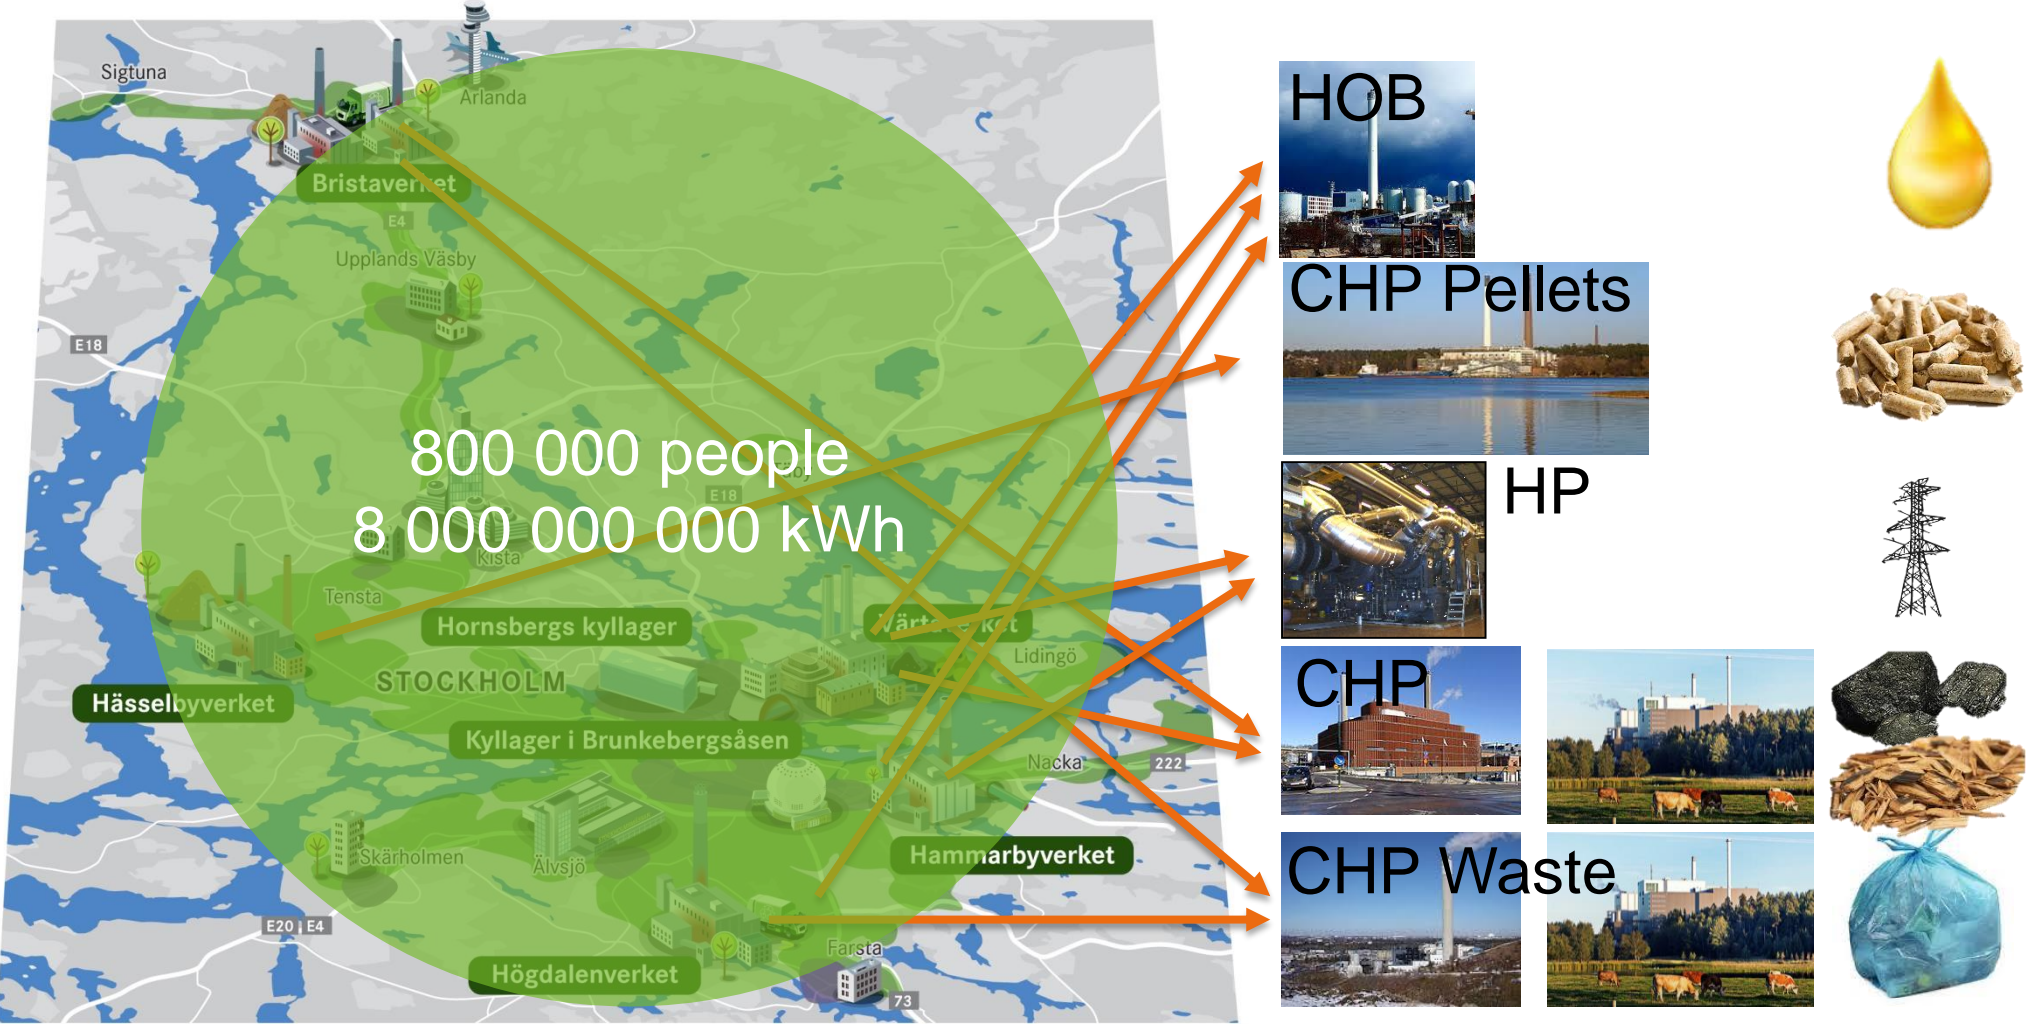 Sigtuna
Arlanda
Bristaverket
E4
Upplands Väsby
E18
800 000 people
Täby
E18
8 000 000 000 kWh
Kista
Tensta
Hornsbergs kyllager
Värtaverket
Lidingö
STOCKHOLM
Hässelbyverket
Kyllager i Brunkebergsåsen
Nacka
222
Skärholmen
Älvsjö
Hammarbyverket
E20 E4
Farsta
Högdalenverket
73
HOB
CHP Pellets
HP
CHP
CHP Waste